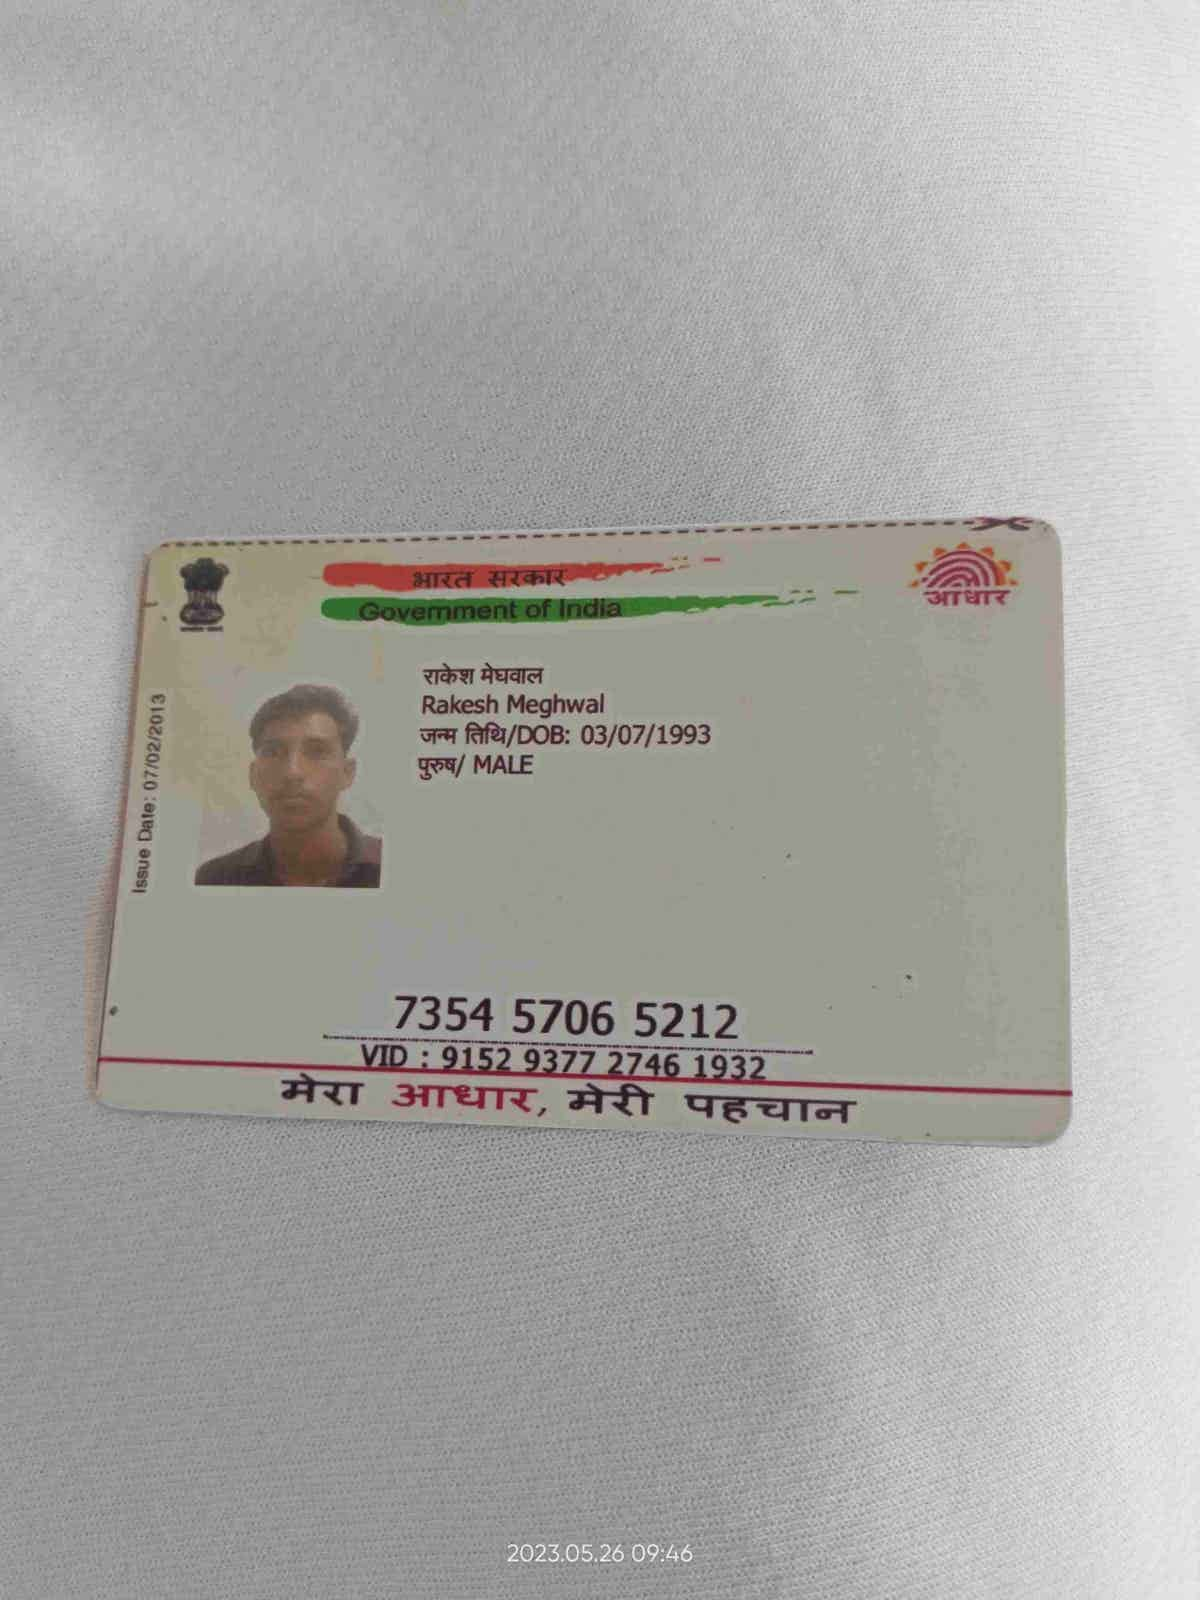 भारत सरकार
Government of India
आधार
Issue Date: 07/02/2013
राकेश मेघवाल
Rakesh Meghwal
जन्म तिथि/DOB: 03/07/1993
पुरुष/ MALE
7354 5706 5212
VID : 9152 9377 2746 1932
मेरा आधार, मेरी पहचान
2023.05.26 09:46